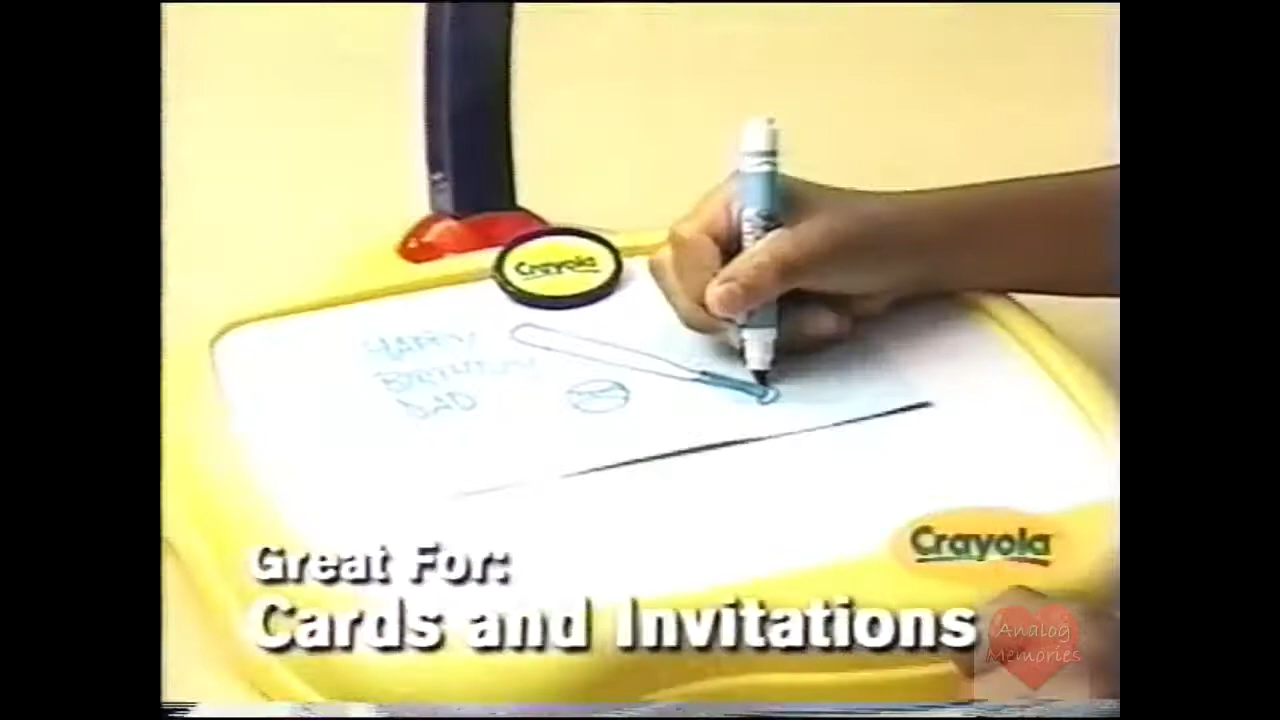 Crayola
HAPPY
BIRTHDAY
DAD
Crayola
Great For:
Cards and Invitations
Analog
Memories